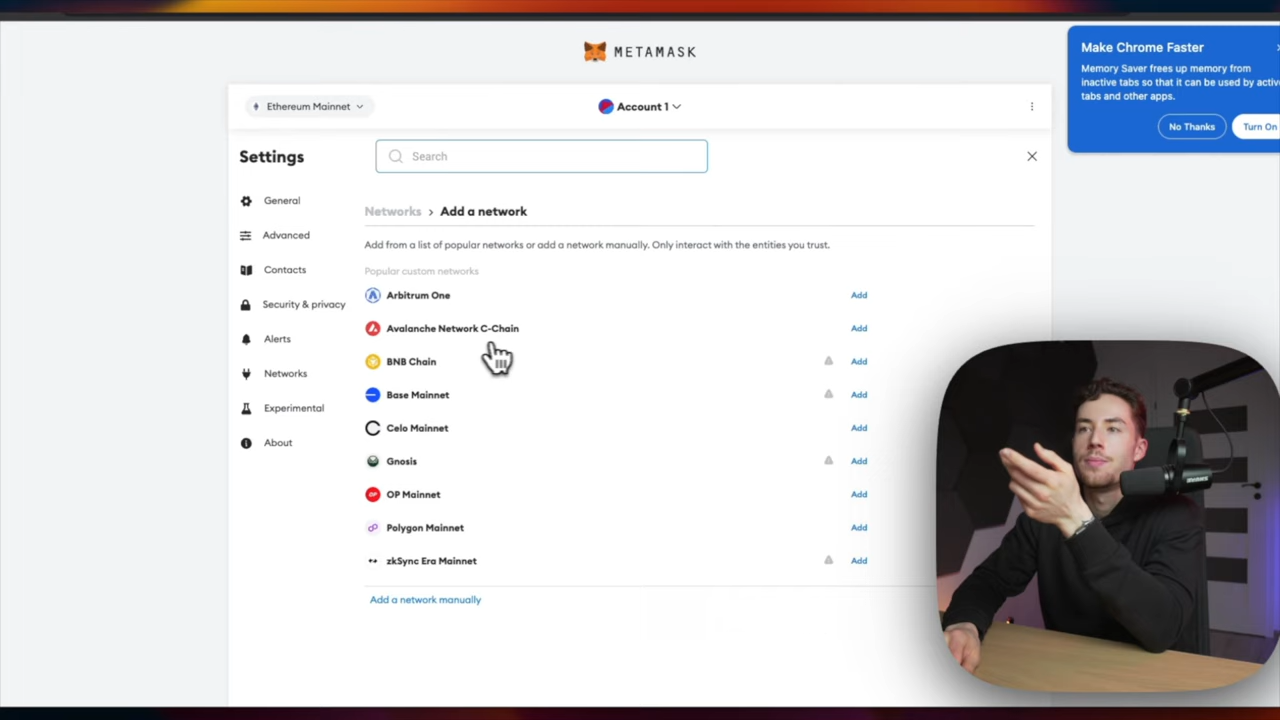 METAMASK
Make Chrome Faster
Memory Saver frees up memory from
inactive tabs so that it can be used by active
tabs and other apps.
No Thanks
Turn On
Ethereum Mainnet
Account 1
Settings
Search
General
Advanced
Contacts
Security & privacy
Alerts
Networks
Experimental
About
Networks › Add a network
Add from a list of popular networks or add a network manually. Only interact with the entities you trust.
Popular custom networks
Arbitrum One Add
Avalanche Network C-Chain Add
BNB Chain Add
Base Mainnet Add
Celo Mainnet Add
Gnosis Add
OP OP Mainnet Add
Polygon Mainnet Add
zkSync Era Mainnet Add
Add a network manually